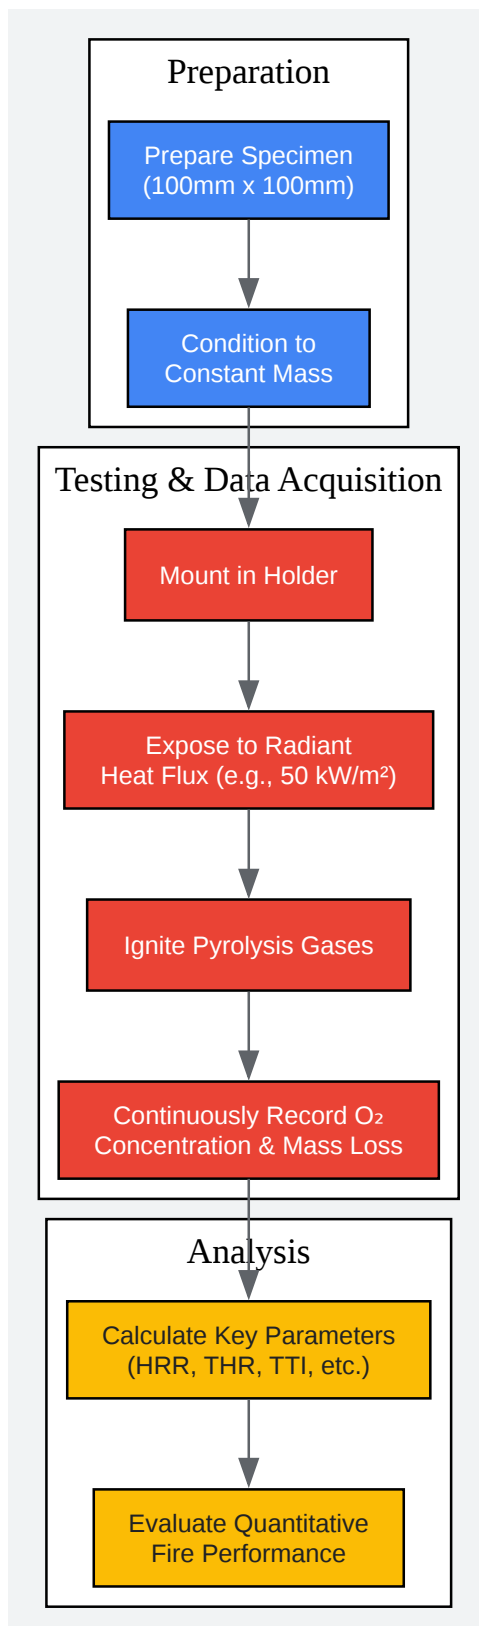 Preparation
Prepare Specimen
(100mm x 100mm)
Condition to
Constant Mass
Testing & Data Acquisition
Mount in Holder
Expose to Radiant
Heat Flux (e.g., 50 kW/m²)
Ignite Pyrolysis Gases
Continuously Record O₂
Concentration & Mass Loss
Analysis
Calculate Key Parameters
(HRR, THR, TTI, etc.)
Evaluate Quantitative
Fire Performance